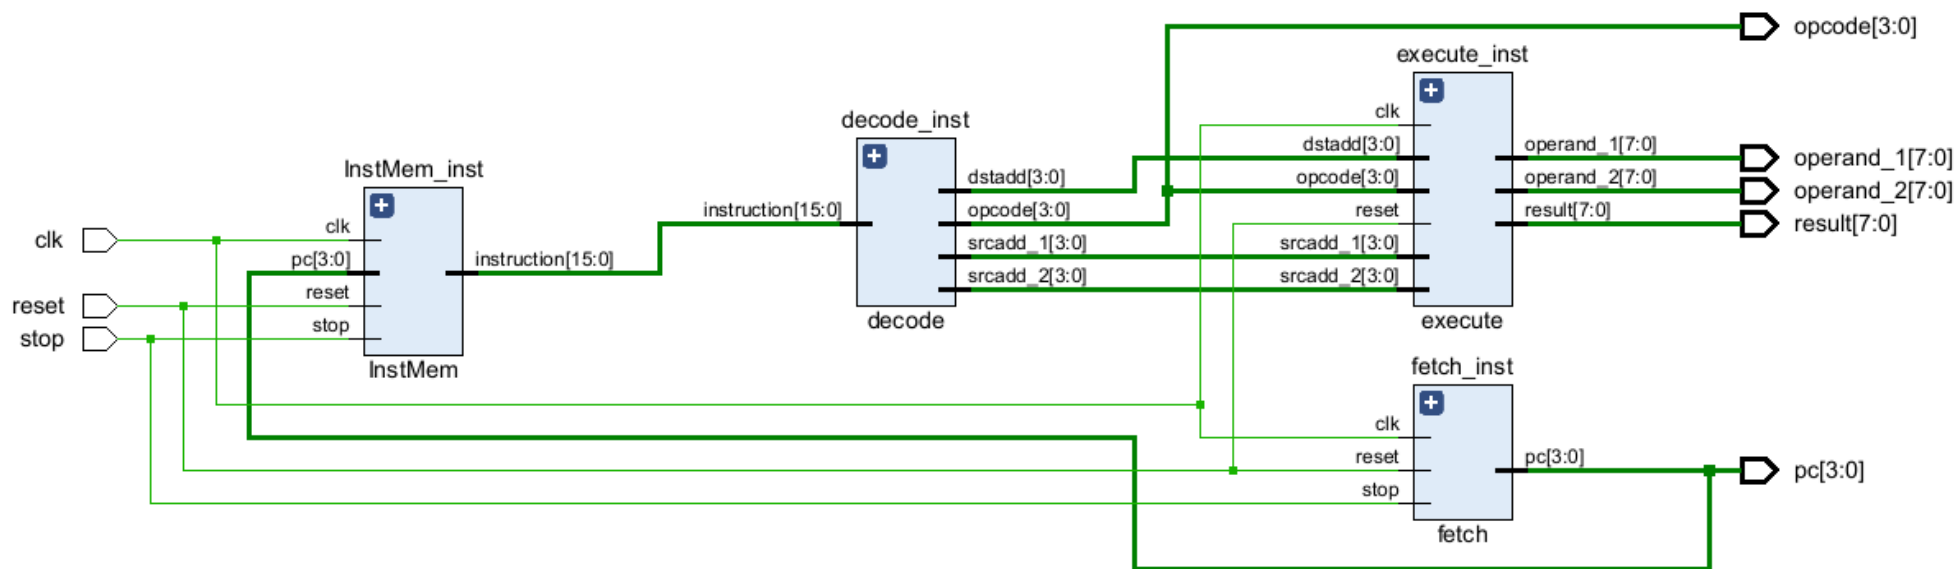 opcode[3:0]
execute_inst
clk
dstadd[3:0]
opcode[3:0]
reset
srcadd_1[3:0]
srcadd_2[3:0]
operand_1[7:0]
operand_2[7:0]
result[7:0]
execute
operand_1[7:0]
operand_2[7:0]
result[7:0]
decode_inst
instruction[15:0]
dstadd[3:0]
opcode[3:0]
srcadd_1[3:0]
srcadd_2[3:0]
decode
InstMem_inst
clk
pc[3:0]
reset
stop
instruction[15:0]
InstMem
clk
reset
stop
fetch_inst
clk
reset
stop
pc[3:0]
fetch
pc[3:0]